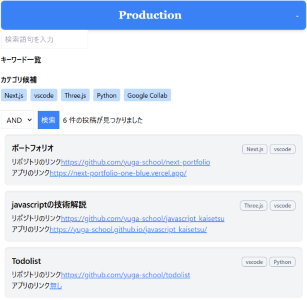 Production
検索語句を入力
キーワード一覧
カテゴリ候補
Next.js vscode Three.js Python Google Collab
AND 検索 6 件の投稿が見つかりました
ポートフォリオ Next.js vscode
リポジトリのリンクhttps://github.com/yuga-school/next_portfolio
アプリのリンクhttps://next-portfolio-one-blue.vercel.app/
javascriptの技術解説 Three.js vscode
リポジトリのリンクhttps://github.com/yuga-school/javascript_kaisetsu
アプリのリンクhttps://yuga-school.github.io/javascript_kaisetsu/
Todolist vscode Python
リポジトリのリンクhttps://github.com/yuga-school/todolist
アプリのリンク無し